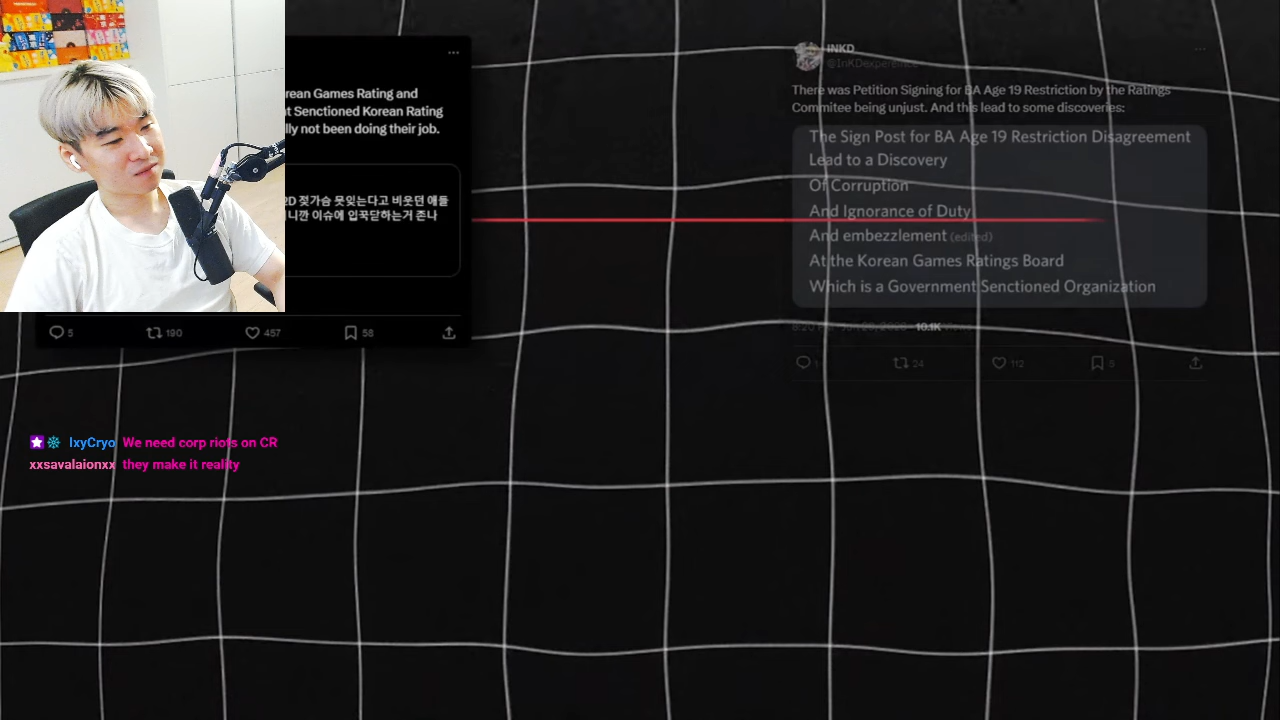 rean Games Rating and
t Senctioned Korean Rating
lly not been doing their job.
2D 젖가슴 못잊는다고 비웃던 애들
니깐 이슈에 입꾹닫하는거 존나
5 190 457 58
INKD
There was Petition Signing for BA Age 19 Restriction by the Ratings
Commitee being unjust. And this lead to some discoveries:
The Sign Post for BA Age 19 Restriction Disagreement
Lead to a Discovery
Of Corruption
And Ignorance of Duty
And embezzlement (edited)
At the Korean Games Ratings Board
Which is a Government Senctioned Organization
10.1K
1 24 112 5
IxyCryo We need corp riots on CR
xxsavalaionxx they make it reality